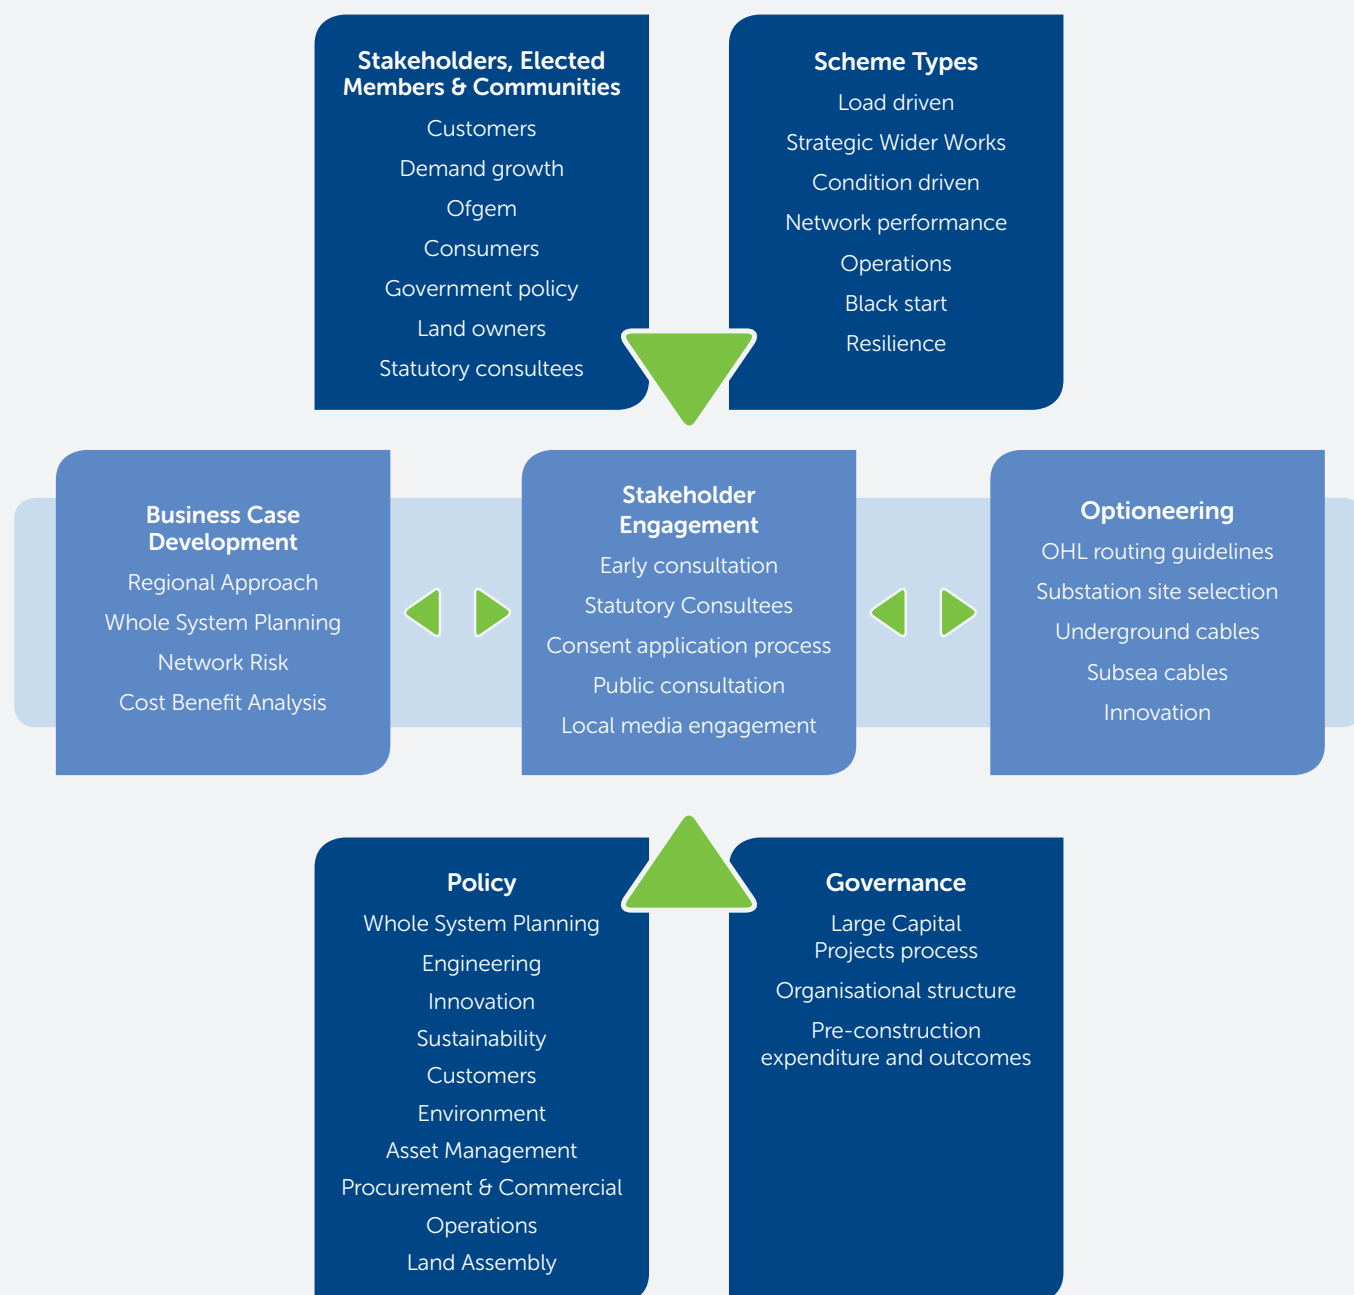 Stakeholders, Elected
Members & Communities
Customers
Demand growth
Ofgem
Consumers
Government policy
Land owners
Statutory consultees
Scheme Types
Load driven
Strategic Wider Works
Condition driven
Network performance
Operations
Black start
Resilience
Business Case
Development
Regional Approach
Whole System Planning
Network Risk
Cost Benefit Analysis
Stakeholder
Engagement
Early consultation
Statutory Consultees
Consent application process
Public consultation
Local media engagement
Optioneering
OHL routing guidelines
Substation site selection
Underground cables
Subsea cables
Innovation
Policy
Whole System Planning
Engineering
Innovation
Sustainability
Customers
Environment
Asset Management
Procurement & Commercial
Operations
Land Assembly
Governance
Large Capital
Projects process
Organisational structure
Pre-construction
expenditure and outcomes